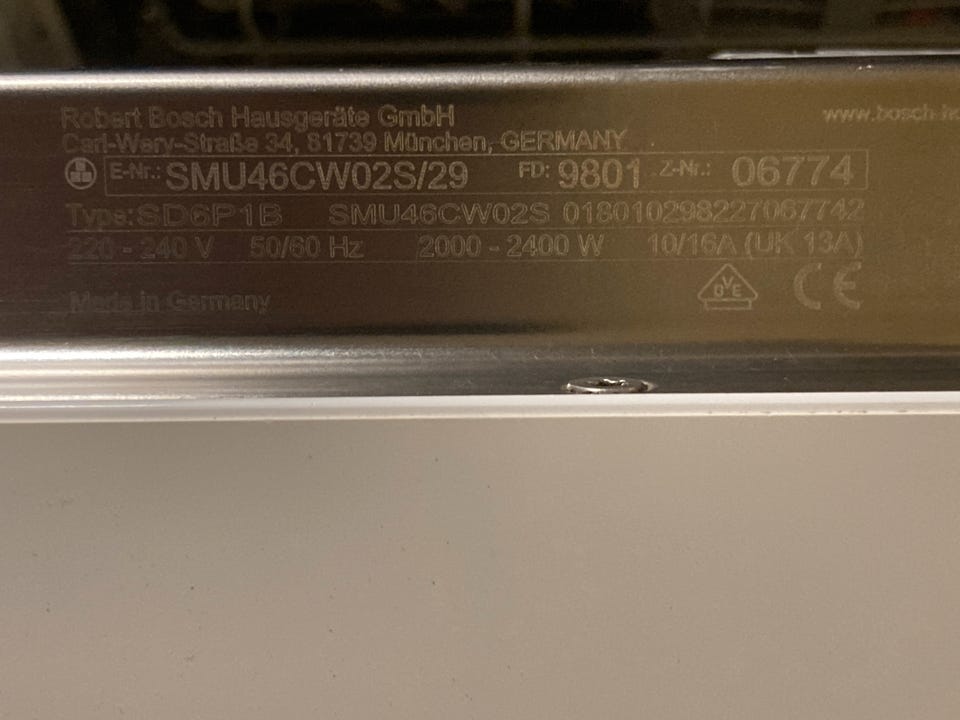 Robert Bosch Hausgeräte GmbH www.bosch-ho
Carl-Wery-Straße 34, 81739 München, GERMANY
E-Nr.: SMU46CW02S/29 FD: 9801 Z-Nr.: 06774
Type: SD6P1B SMU46CW02S 018010298227067742
220 - 240 V 50/60 Hz 2000 - 2400 W 10/16A (UK 13A)
Made in Germany
DVE CE